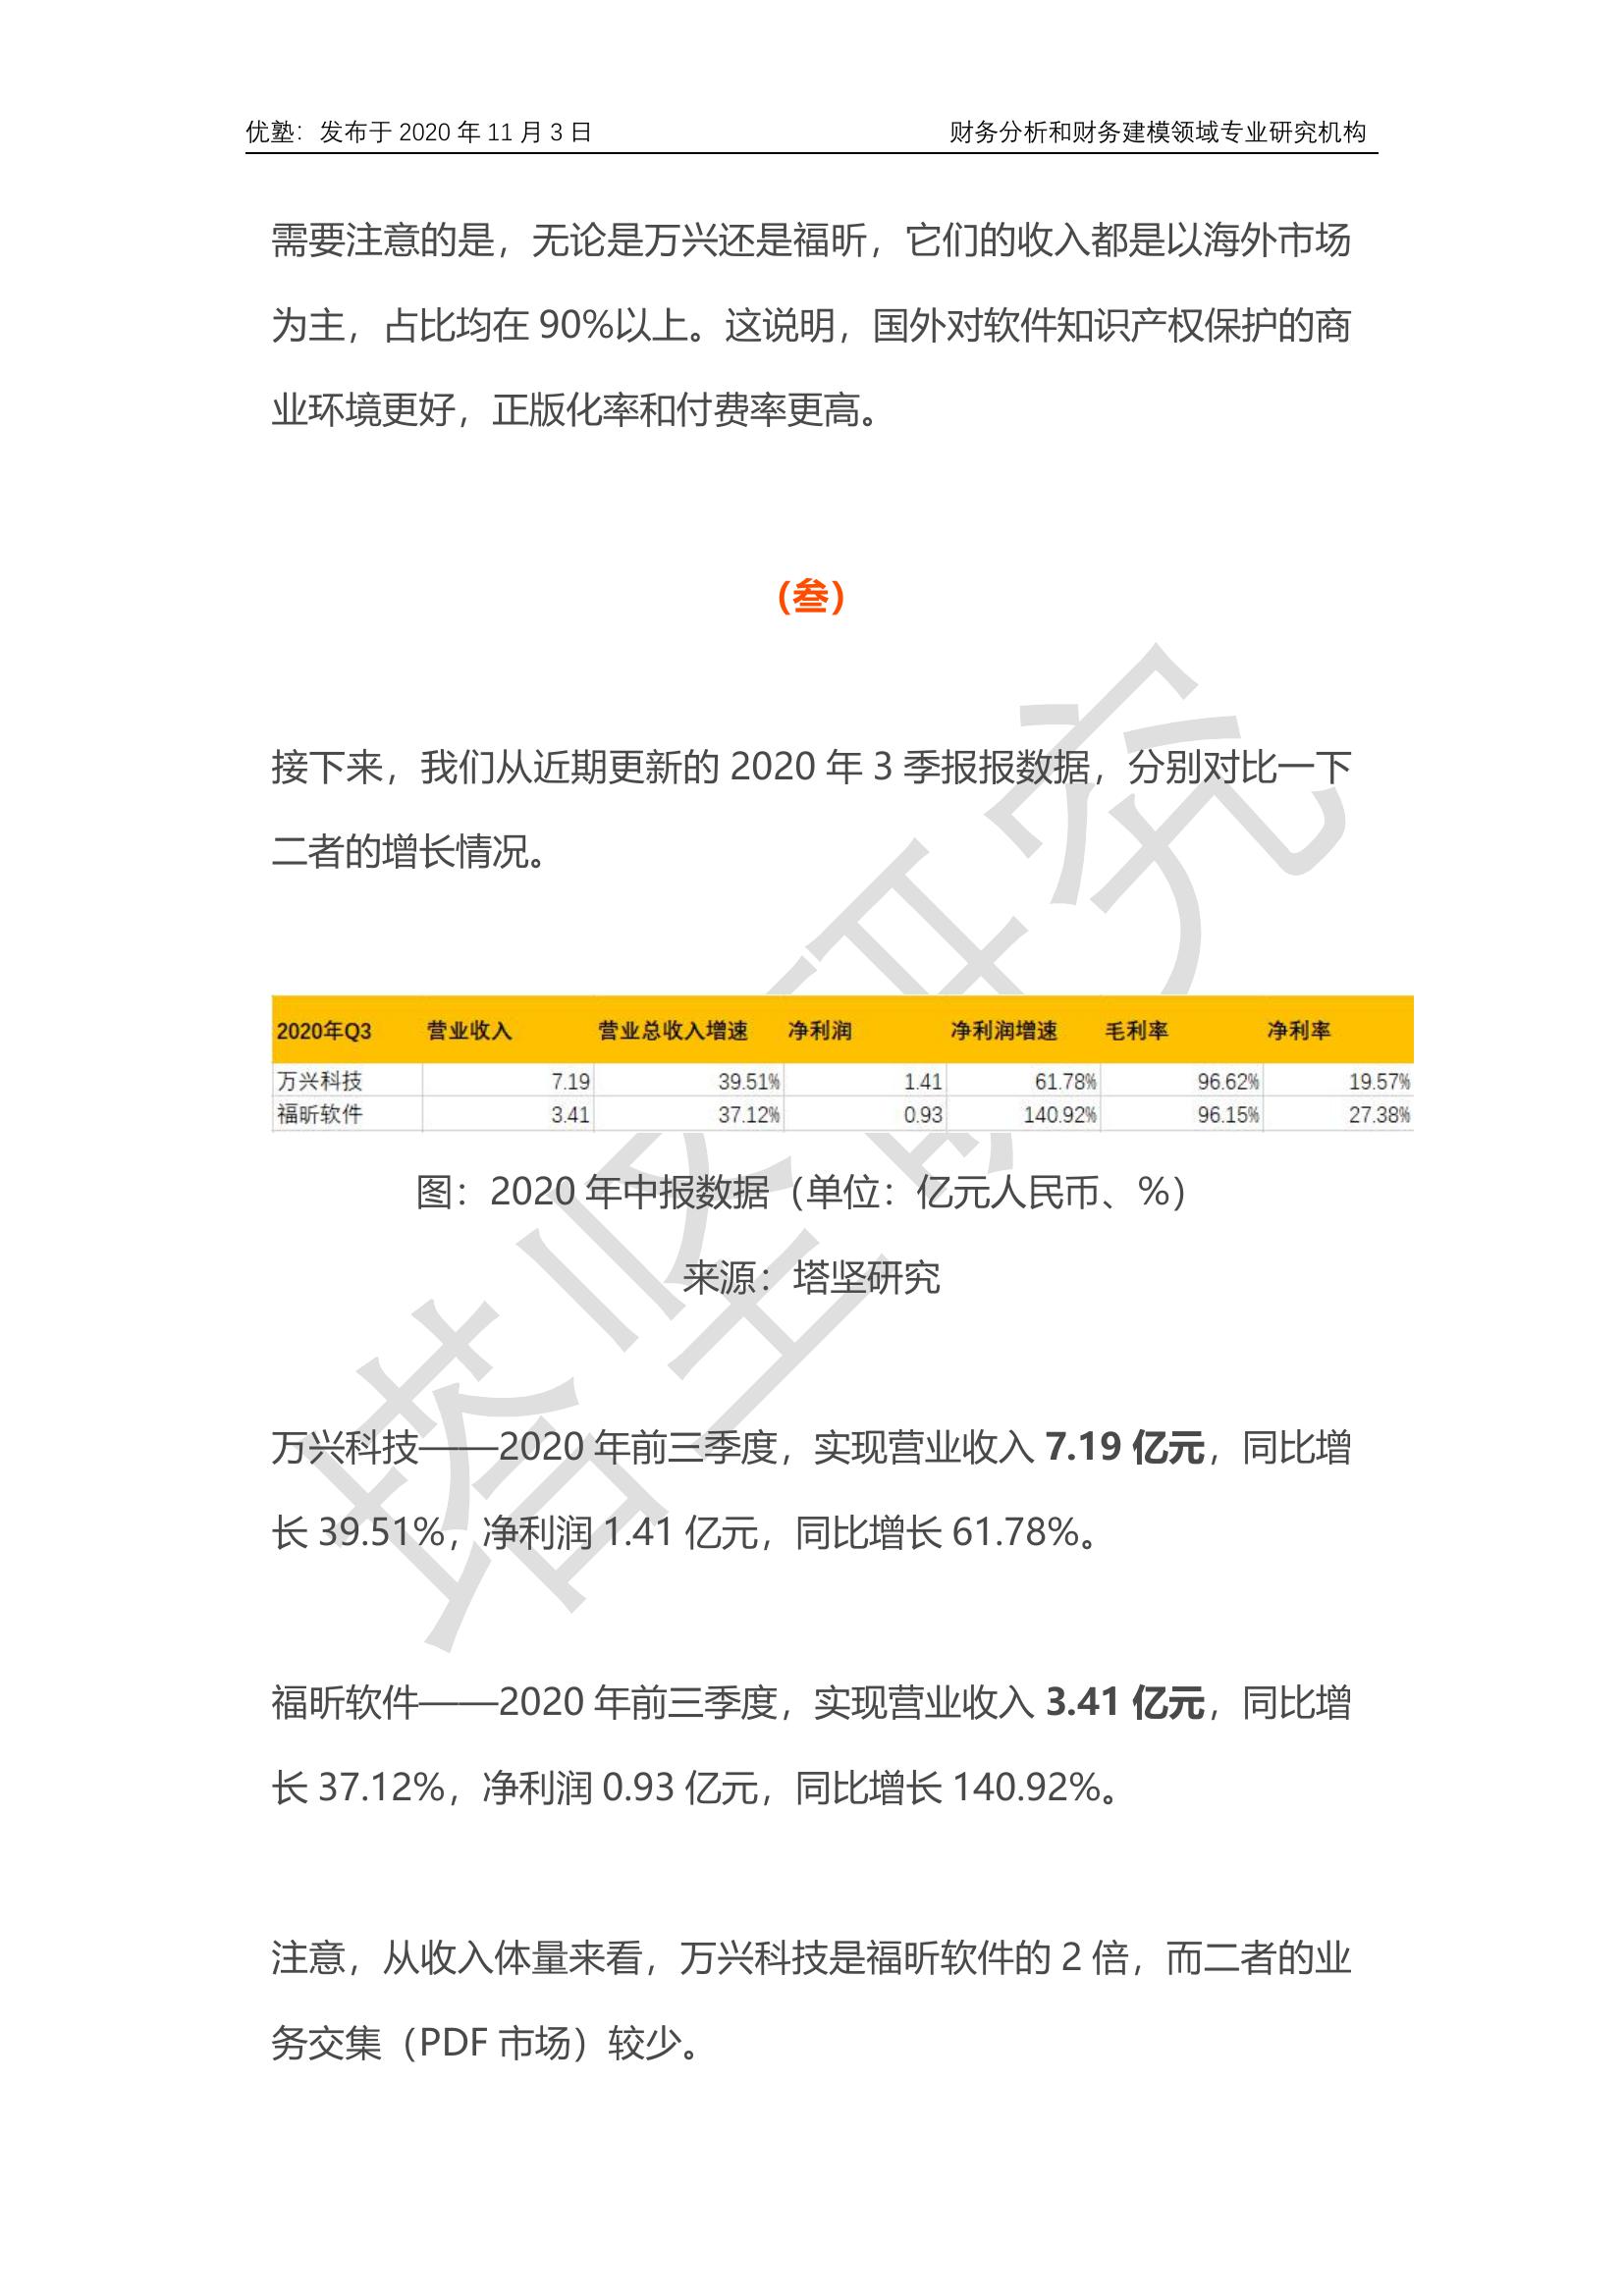 优塾：发布于 2020 年 11 月 3 日 财务分析和财务建模领域专业研究机构
需要注意的是，无论是万兴还是福昕，它们的收入都是以海外市场
为主，占比均在 90%以上。这说明，国外对软件知识产权保护的商
业环境更好，正版化率和付费率更高。
（叁）
接下来，我们从近期更新的 2020 年 3 季报报数据，分别对比一下
二者的增长情况。
2020年Q3 营业收入 营业总收入增速 净利润 净利润增速 毛利率 净利率
万兴科技 7.19 39.51% 1.41 61.78% 96.62% 19.57%
福昕软件 3.41 37.12% 0.93 140.92% 96.15% 27.38%
图：2020 年中报数据（单位：亿元人民币、%）
来源：塔坚研究
万兴科技——2020 年前三季度，实现营业收入 7.19 亿元，同比增
长 39.51%，净利润 1.41 亿元，同比增长 61.78%。
福昕软件——2020 年前三季度，实现营业收入 3.41 亿元，同比增
长 37.12%，净利润 0.93 亿元，同比增长 140.92%。
注意，从收入体量来看，万兴科技是福昕软件的 2 倍，而二者的业
务交集（PDF 市场）较少。
塔坚研究